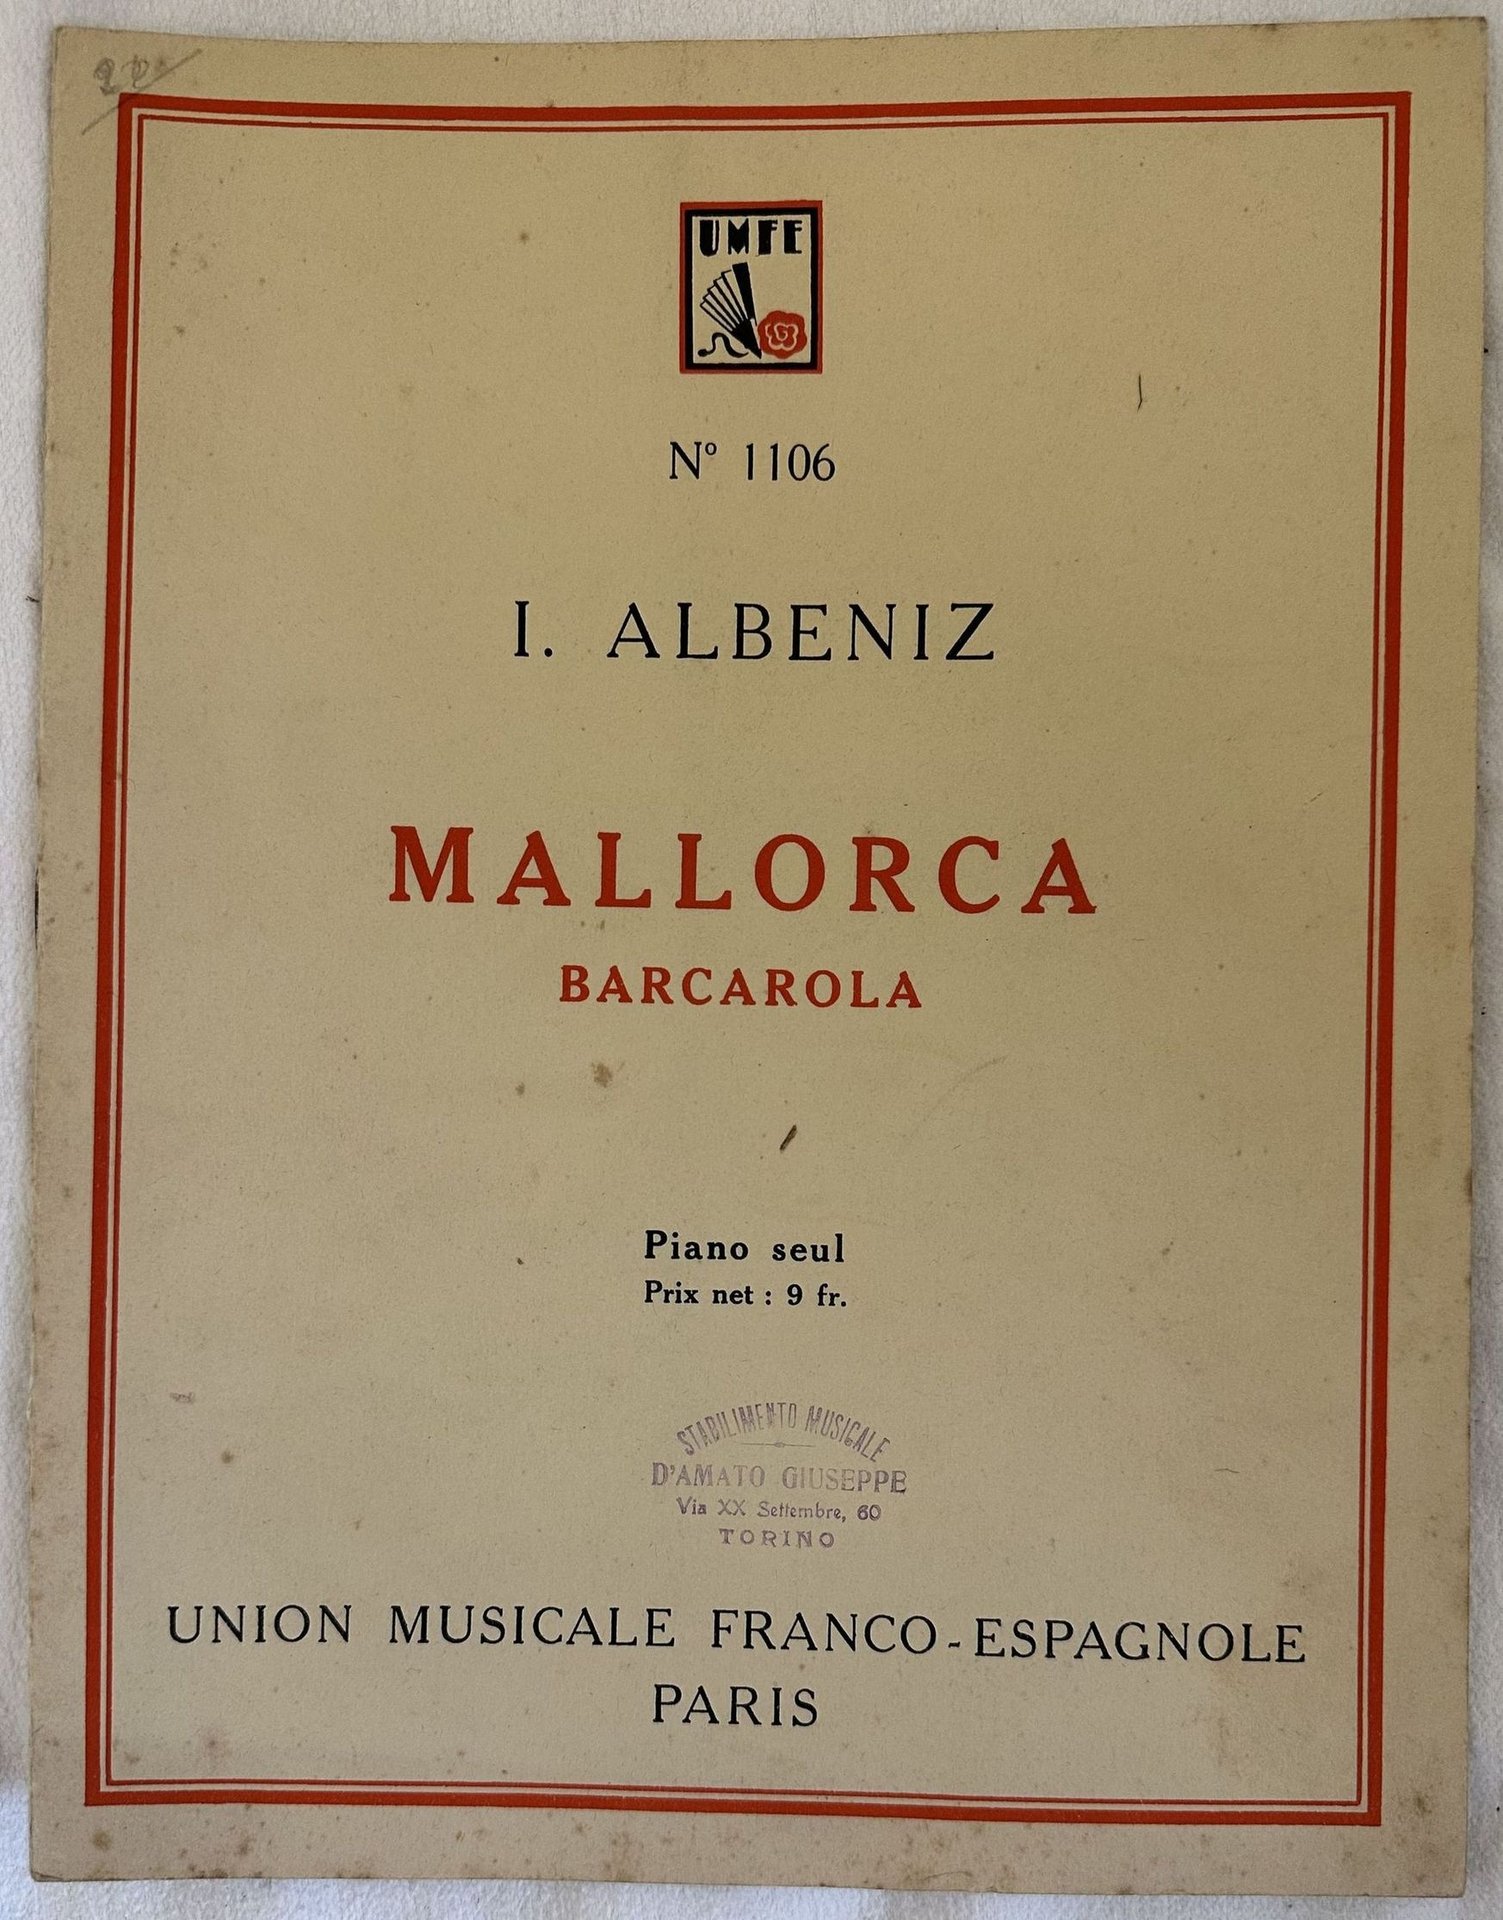 UMFE
Nº 1106
I. ALBENIZ
MALLORCA
BARCAROLA
Piano seul
Prix net : 9 fr.
STABILIMENTO MUSICALE
D'AMATO GIUSEPPE
Via XX Settembre, 60
TORINO
UNION MUSICALE FRANCO-ESPAGNOLE
PARIS